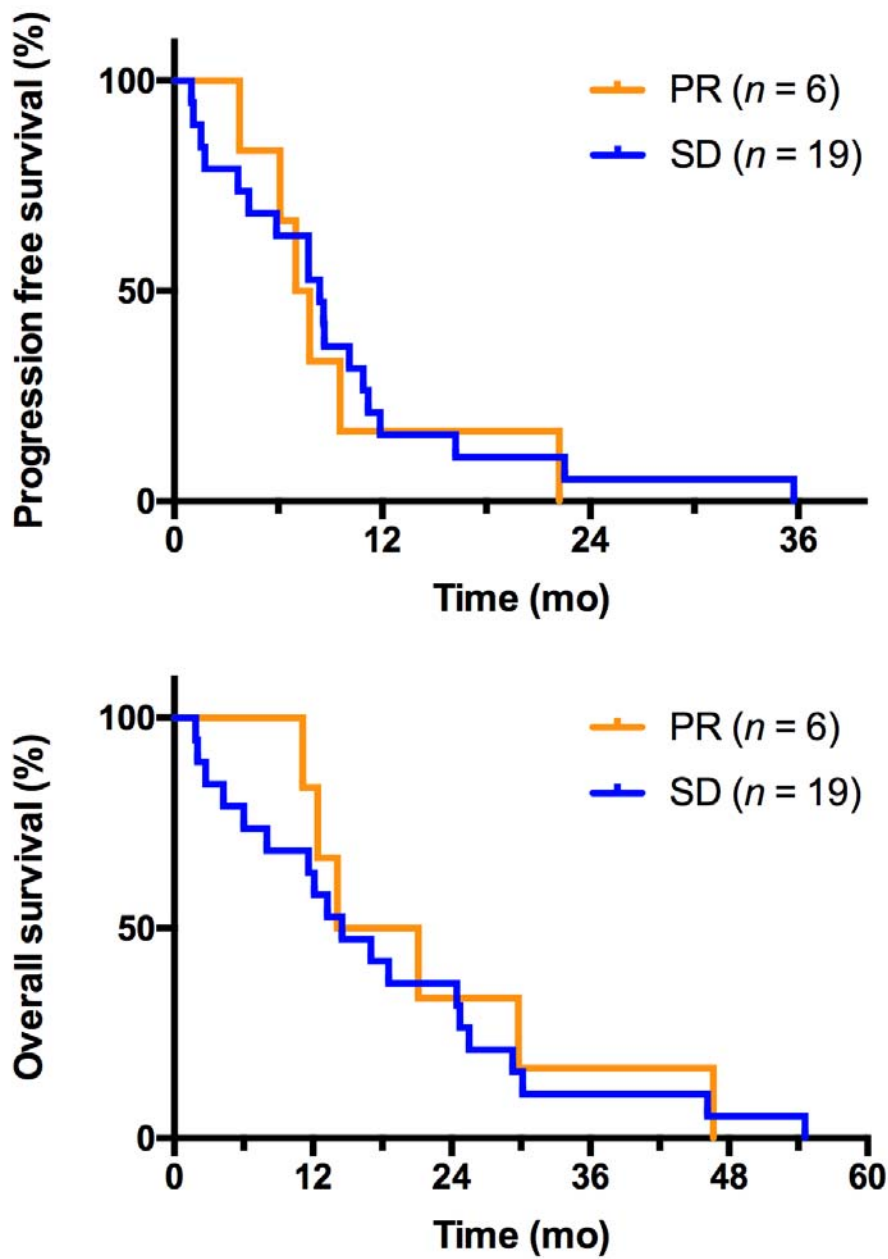 Progression free survival (%)
100
50
0
PR (n = 6)
SD (n = 19)
0 12 24 36
Time (mo)
Overall survival (%)
100
50
0
PR (n = 6)
SD (n = 19)
0 12 24 36 48 60
Time (mo)